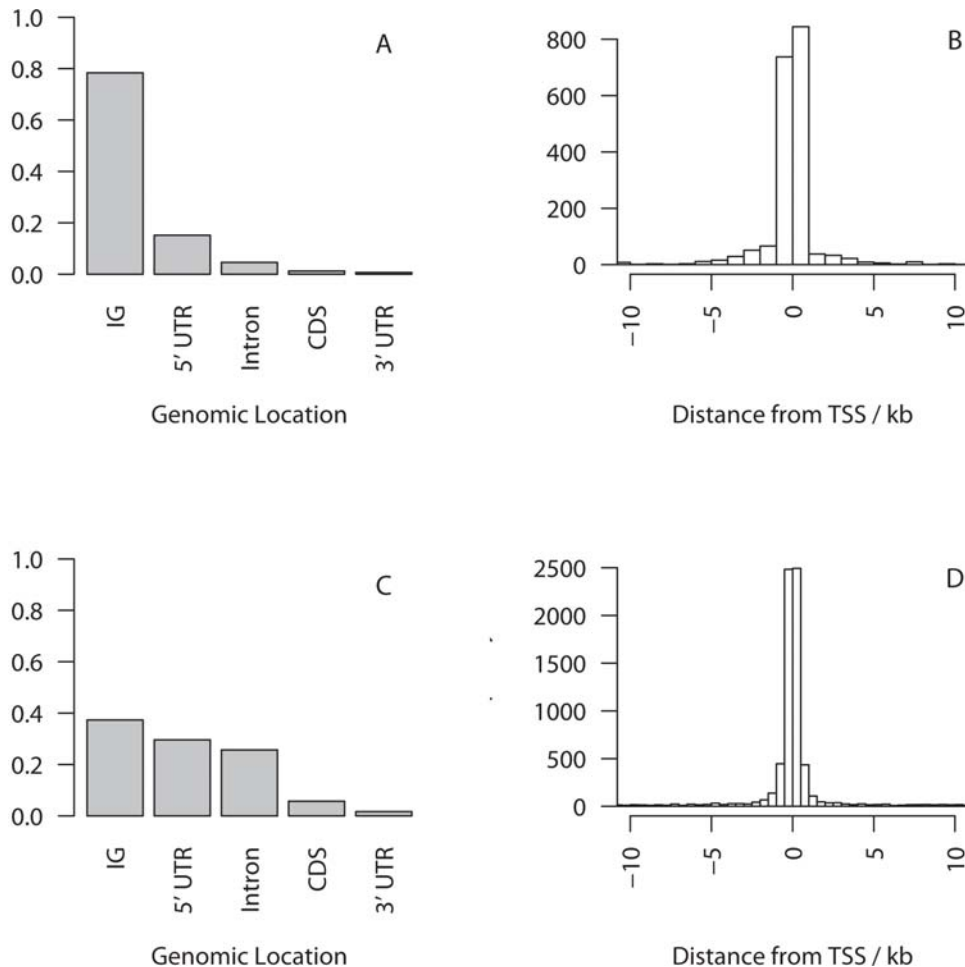 A
1.0
0.8
0.6
0.4
0.2
0.0
IG
5' UTR
Intron
CDS
3' UTR
Genomic Location
B
800
600
400
200
0
−10
−5
0
5
10
Distance from TSS / kb
C
1.0
0.8
0.6
0.4
0.2
0.0
IG
5' UTR
Intron
CDS
3' UTR
Genomic Location
D
2500
2000
1500
1000
500
0
−10
−5
0
5
10
Distance from TSS / kb